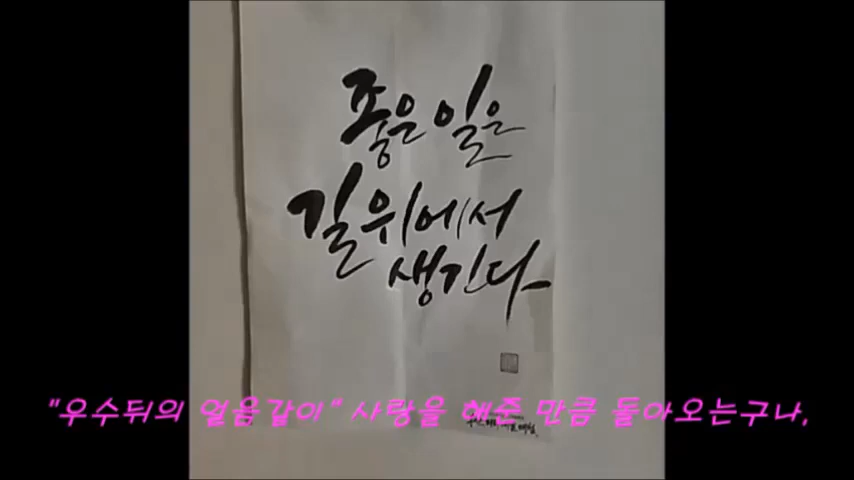 좋은 일은
길 위에서
생긴다
"우수뒤의 얼음같이" 사랑을 해준 만큼 돌아오는구나,